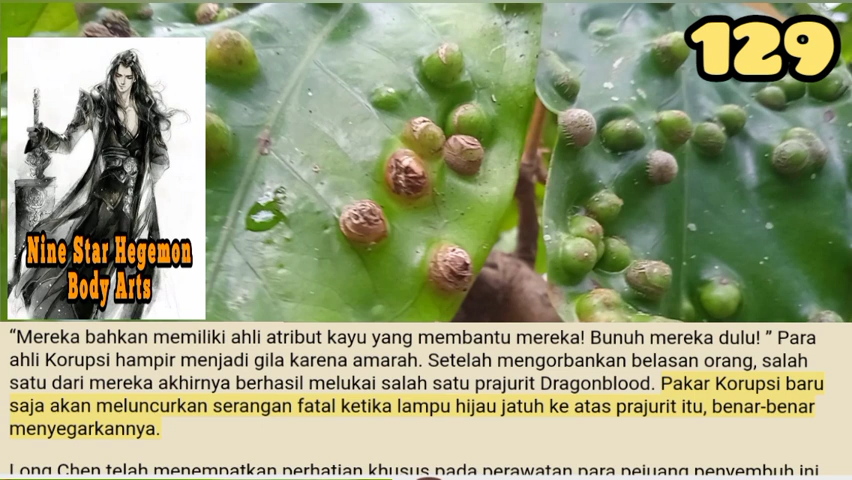 129
Nine Star Hegemon
Body Arts
“Mereka bahkan memiliki ahli atribut kayu yang membantu mereka! Bunuh mereka dulu! ” Para
ahli Korupsi hampir menjadi gila karena amarah. Setelah mengorbankan belasan orang, salah
satu dari mereka akhirnya berhasil melukai salah satu prajurit Dragonblood. Pakar Korupsi baru
saja akan meluncurkan serangan fatal ketika lampu hijau jatuh ke atas prajurit itu, benar-benar
menyegarkannya.
Long Chen telah menempatkan perhatian khusus pada perawatan para pejuang penyembuh ini